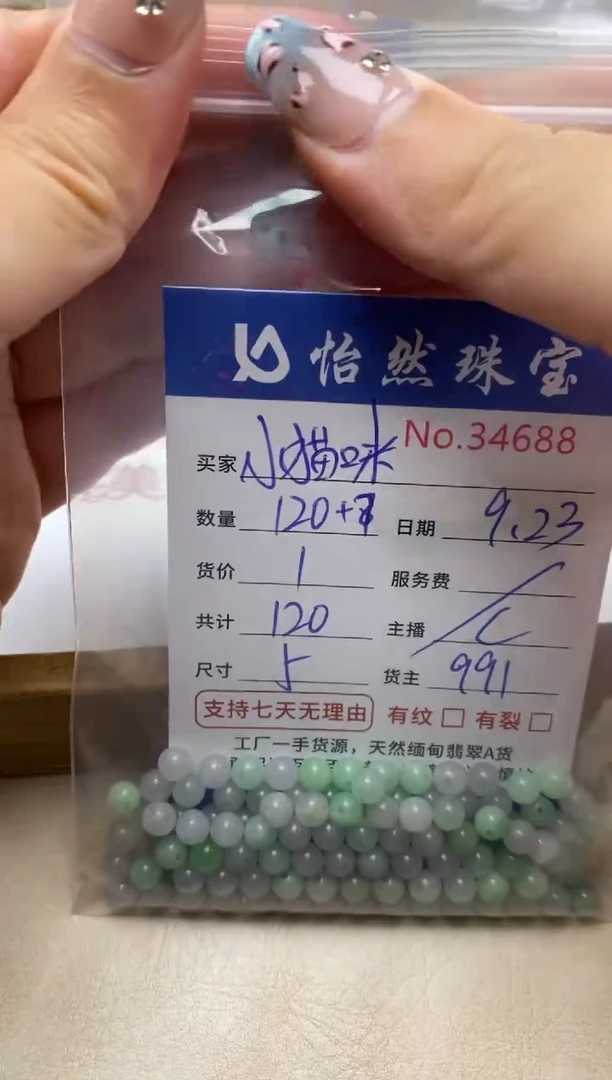 怡然珠宝
No.34688
买家 小猫咪
数量 120+ 日期 9.23
货价 1 服务费 /
共计 120 主播 C
尺寸 5 货主 991
支持七天无理由 有纹 □ 有裂 □
工厂一手货源，天然缅甸翡翠A货